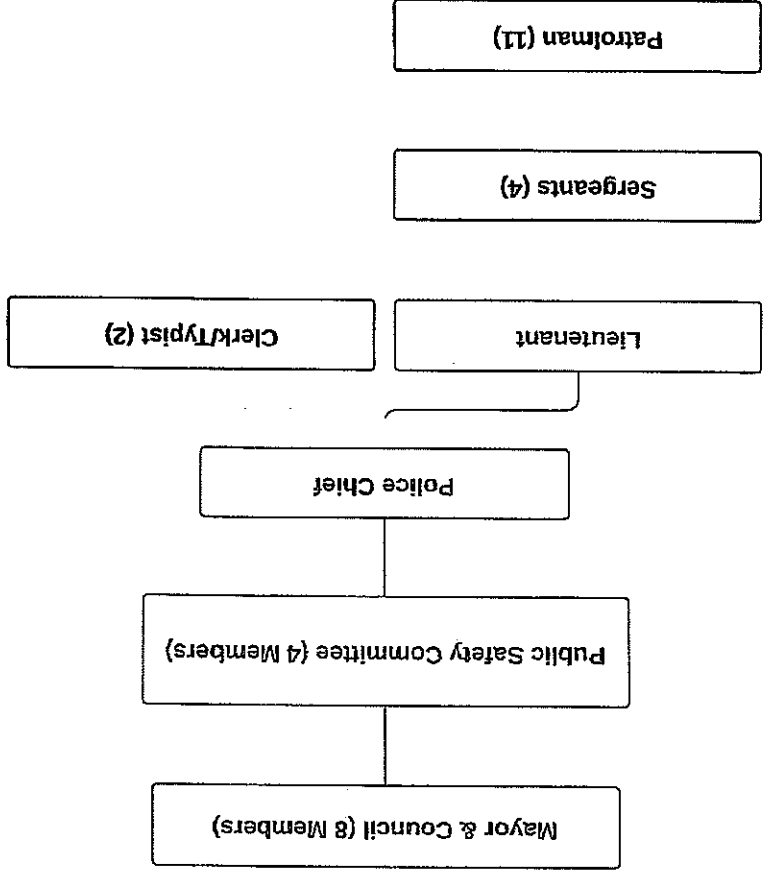 Mayor & Council (8 Members)
Public Safety Committee (4 Members)
Police Chief
Clerk/Typist (2)
Lieutenant
Sergeants (4)
Patrolman (11)